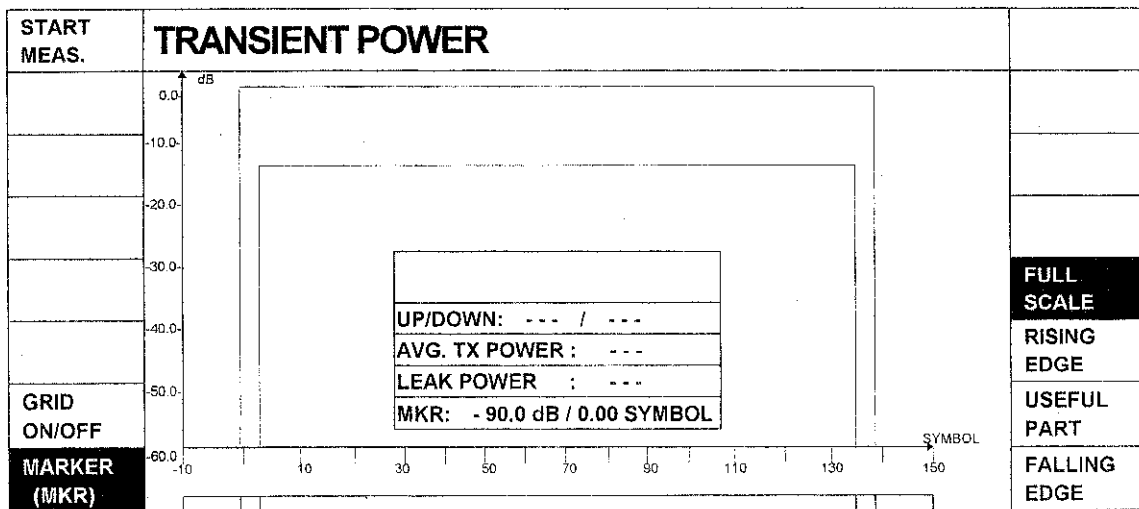 START
MEAS.
TRANSIENT POWER
dB
0.0
-10.0
-20.0
-30.0
-40.0
-50.0
-60.0
-10
10
30
50
70
90
110
130
150
SYMBOL
UP/DOWN: - - - / - - -
AVG. TX POWER : - - -
LEAK POWER : - - -
MKR: - 90.0 dB / 0.00 SYMBOL
GRID
ON/OFF
MARKER
(MKR)
FULL
SCALE
RISING
EDGE
USEFUL
PART
FALLING
EDGE